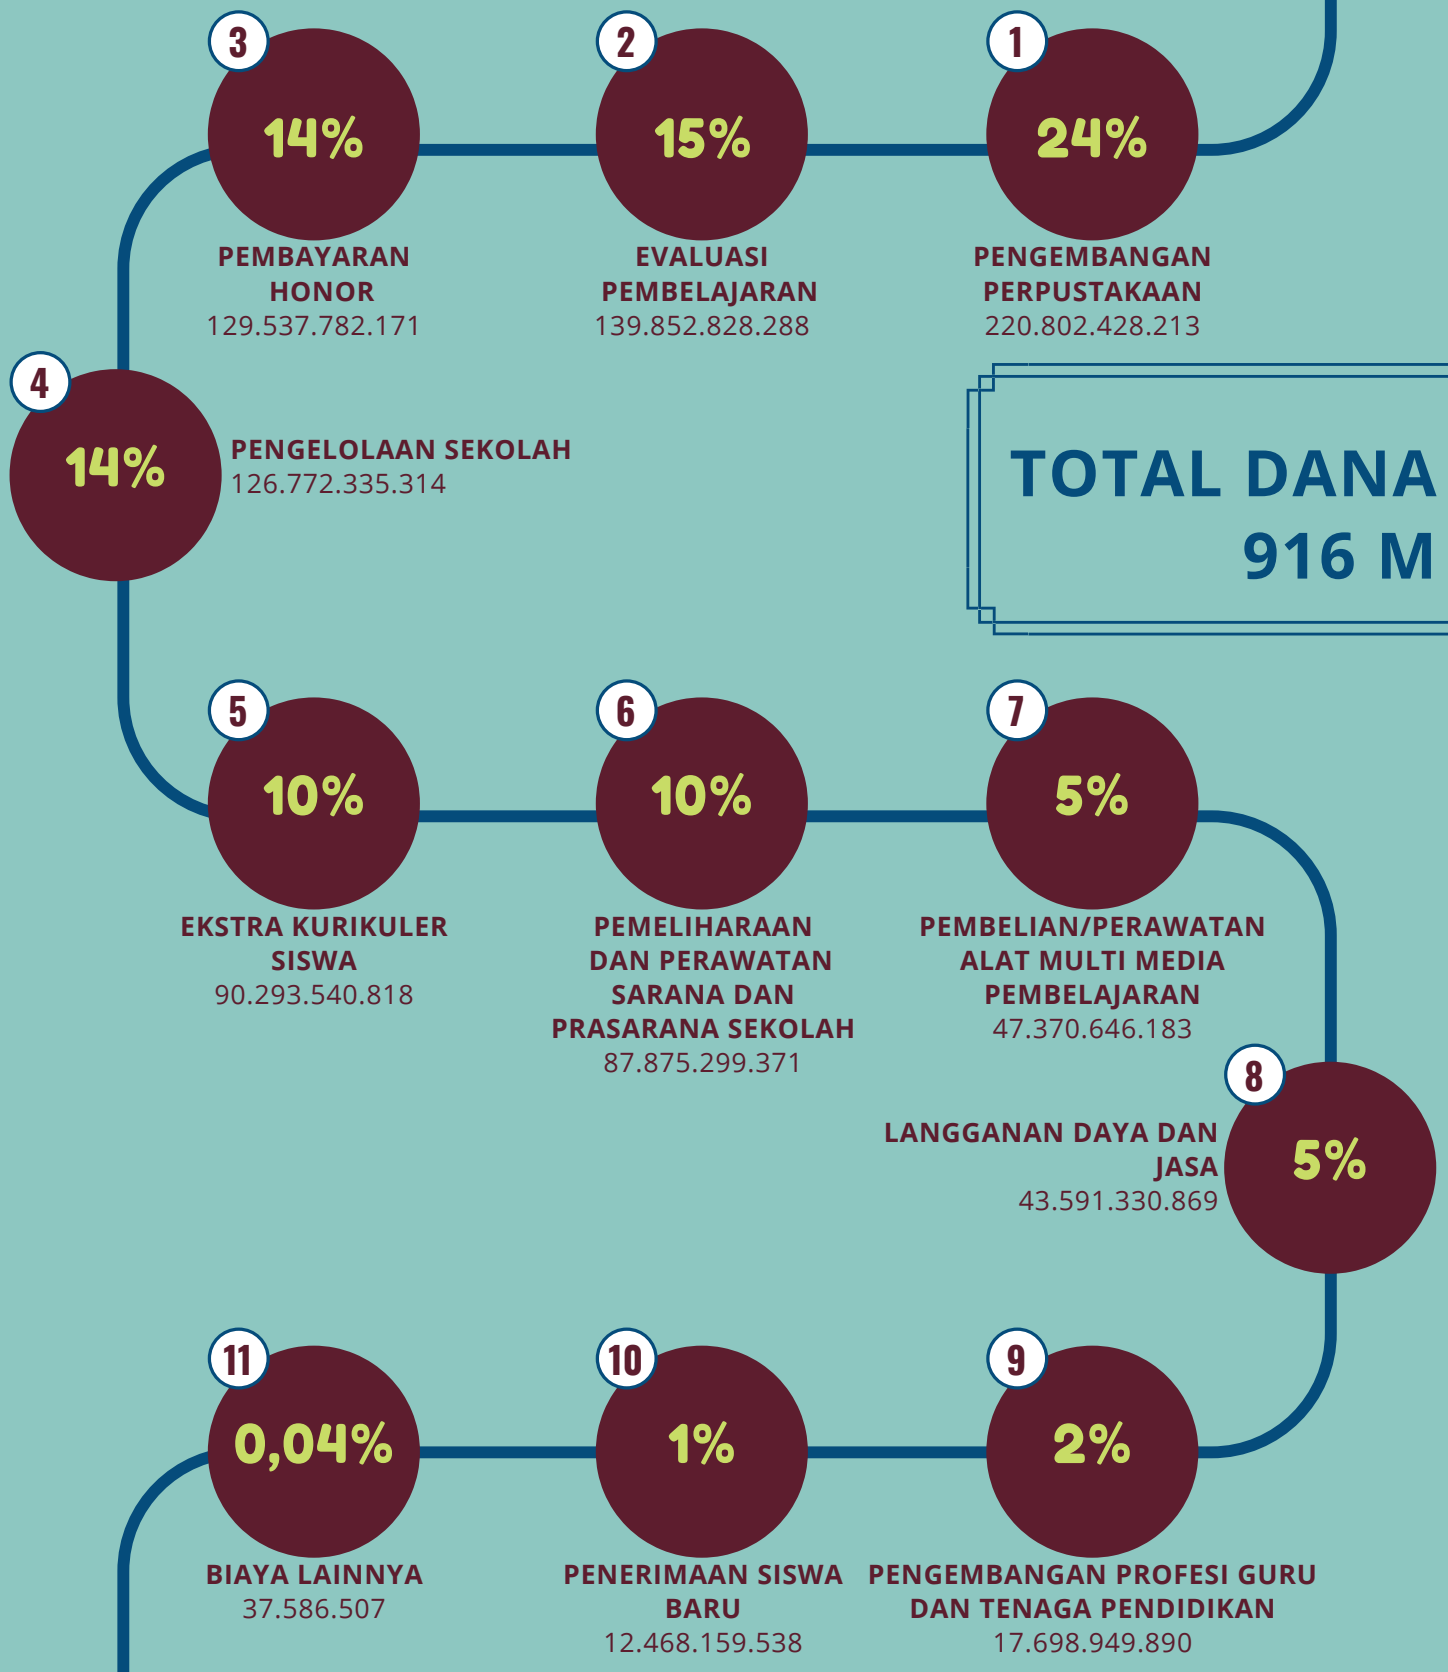 1
24%
PENGEMBANGAN
PERPUSTAKAAN
220.802.428.213
2
15%
EVALUASI
PEMBELAJARAN
139.852.828.288
3
14%
PEMBAYARAN
HONOR
129.537.782.171
4
14%
PENGELOLAAN SEKOLAH
126.772.335.314
TOTAL DANA
916 M
5
10%
EKSTRA KURIKULER
SISWA
90.293.540.818
6
10%
PEMELIHARAAN
DAN PERAWATAN
SARANA DAN
PRASARANA SEKOLAH
87.875.299.371
7
5%
PEMBELIAN/PERAWATAN
ALAT MULTI MEDIA
PEMBELAJARAN
47.370.646.183
8
5%
LANGGANAN DAYA DAN
JASA
43.591.330.869
9
2%
PENGEMBANGAN PROFESI GURU
DAN TENAGA PENDIDIKAN
17.698.949.890
10
1%
PENERIMAAN SISWA
BARU
12.468.159.538
11
0,04%
BIAYA LAINNYA
37.586.507